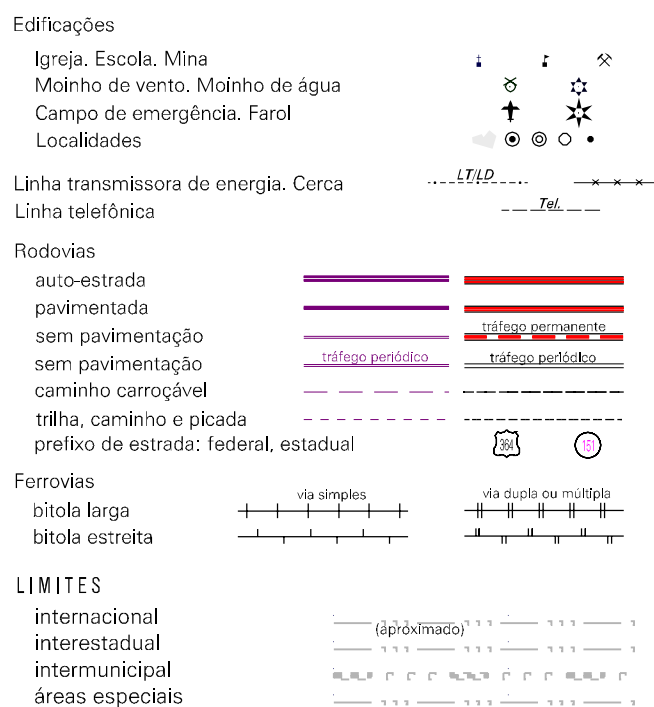 Edificações
Igreja. Escola. Mina
Moinho de vento. Moinho de água
Campo de emergência. Farol
Localidades
Linha transmissora de energia. Cerca LT/LD
Linha telefônica Tel.
Rodovias
auto-estrada
pavimentada
sem pavimentação tráfego permanente
sem pavimentação tráfego periódico tráfego periódico
caminho carroçável
trilha, caminho e picada
prefixo de estrada: federal, estadual 364 151
Ferrovias
bitola larga via simples via dupla ou múltipla
bitola estreita
LIMITES
internacional
(aproximado)
interestadual
intermunicipal
áreas especiais